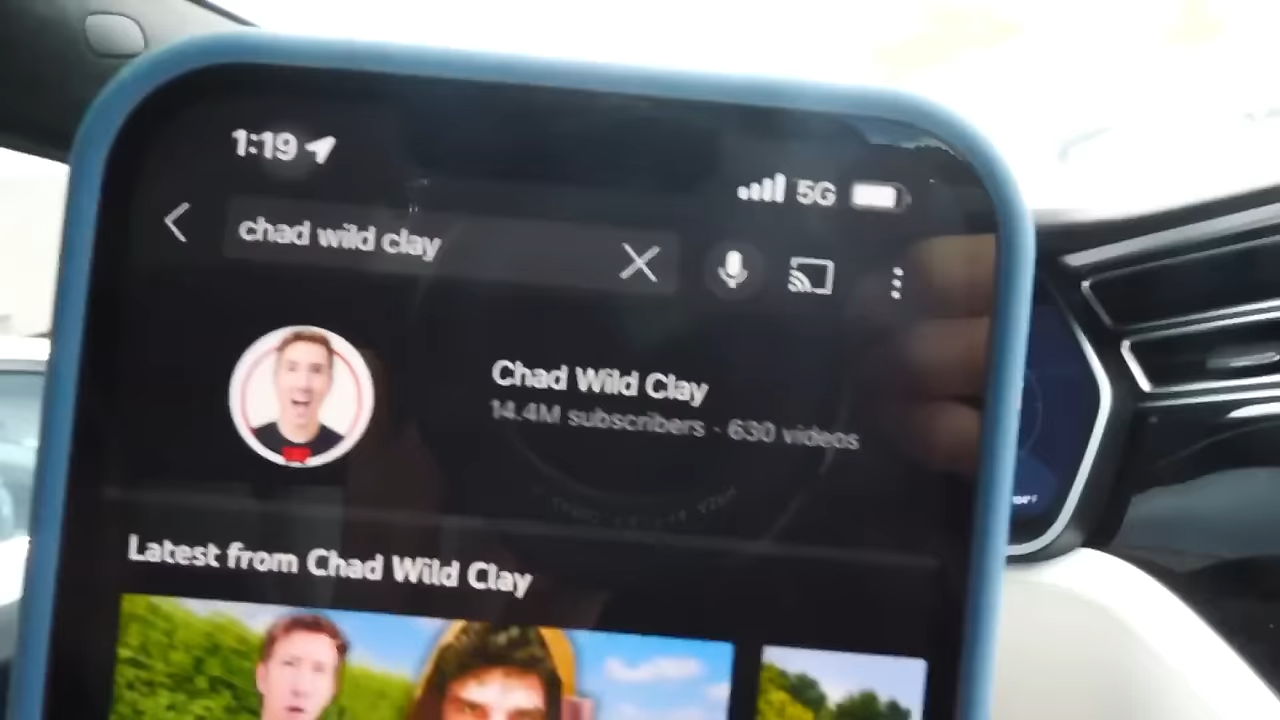 1:19
5G
chad wild clay
Chad Wild Clay
14.4M subscribers · 630 videos
Latest from Chad Wild Clay